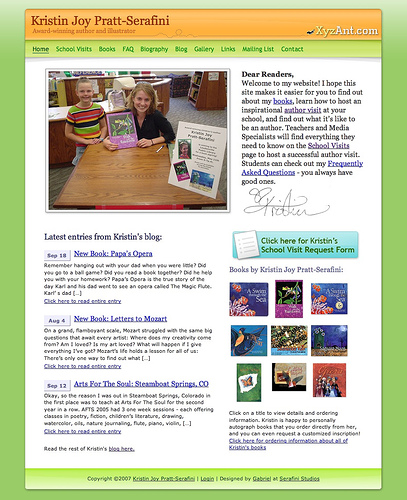 Kristin Joy Pratt-Serafini
Award-winning author and illustrator
XyzAnt.com
Home School Visits Books FAQ Biography Blog Gallery Links Mailing List Contact
Kristin Joy
Pratt-Serafini
Dear Readers,
Welcome to my website! I hope this
site makes it easier for you to find out
about my books, learn how to host an
inspirational author visit at your
school, and find out what it's like to
be an author. Teachers and Media
Specialists will find everything they
need to know on the School Visits
page to host a successful author visit.
Students can check out my Frequently
Asked Questions - you always have
good ones.
Latest entries from Kristin's blog:
Sep 18 New Book: Papa's Opera
Remember hanging out with your dad when you were little? Did
you go to a ball game? Did you read a book together? Did he help
you with your homework? Papa's Opera is the true story of the
day Karl and his dad went to see an opera called The Magic Flute.
Karl' s dad [...]
Click here to read entire entry
Aug 4 New Book: Letters to Mozart
On a grand, flamboyant scale, Mozart struggled with the same big
questions that await every artist: Where does my creativity come
from? Am I loved? Is my art loved? What will happen if I give
everything I've got? Mozart's life holds a lesson for all of us:
There's only one way to find out what [...]
Click here to read entire entry
Sep 12 Arts For The Soul: Steamboat Springs, CO
Okay, so the reason I was out in Steamboat Springs, Colorado in
the first place was to teach at Arts For The Soul for the second
year in a row. AFTS 2005 had 3 one week sessions - each offering
classes in poetry, fiction, children's literature, drawing,
watercolor, oils, nature journaling, flute, piano, violin, [...]
Click here to read entire entry
Read the rest of Kristin's blog here.
Click here for Kristin's
School Visit Request Form
Books by Kristin Joy Pratt-Serafini:
Click on a title to view details and ordering
information. Kristin is happy to personally
autograph books that you order directly from her,
and you can even request a customized inscription!
Click here for ordering information about all of
Kristin's books
Copyright ©2007 Kristin Joy Pratt-Serafini | Login | Designed by Gabriel at Serafini Studios